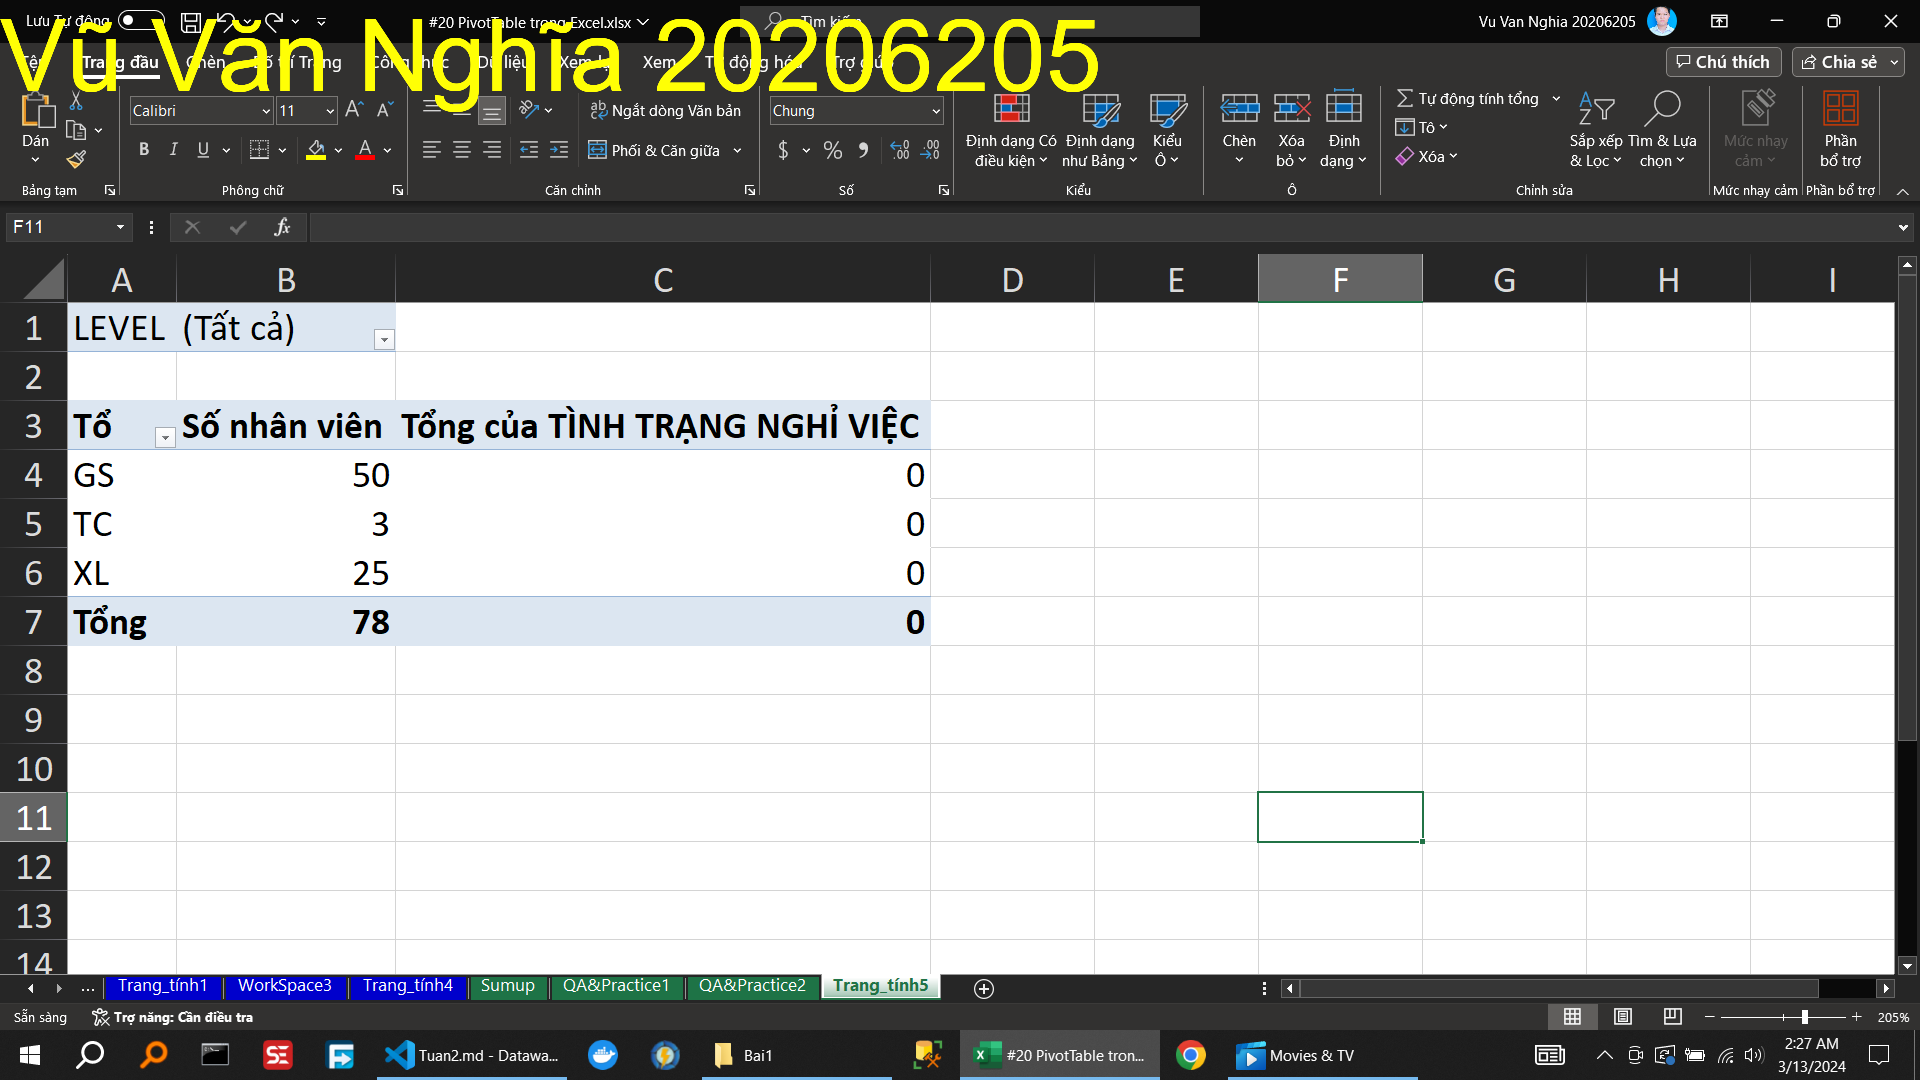 Lưu Tự động #20 PivotTable trong Excel.xlsx Tìm kiếm Vu Van Nghia 20206205
Vũ Văn Nghĩa 20206205
Trang đầu Chèn Dữ liệu Xem Tự động hóa Trợ giúp Chú thích Chia sẻ
Dán Calibri 11 Ngắt dòng Văn bản Chung
Phối & Căn giữa
Định dạng Có điều kiện Định dạng như Bảng Kiểu Ô Chèn Xóa bỏ Định dạng
Tự động tính tổng
Tô
Xóa
Sắp xếp & Lọc Tìm & Lựa chọn Mức nhạy cảm Phần bổ trợ
Bảng tạm Phông chữ Căn chỉnh Số Kiểu Ô Chỉnh sửa Mức nhạy cảm Phần bổ trợ
F11 fx
A B C D E F G H I
1 LEVEL (Tất cả)
2
3 Tổ Số nhân viên Tổng của TÌNH TRẠNG NGHỈ VIỆC
4 GS 50 0
5 TC 3 0
6 XL 25 0
7 Tổng 78 0
8
9
10
11
12
13
14
... Trang_tính1 WorkSpace3 Trang_tính4 Sumup QA&Practice1 QA&Practice2 Trang_tính5
Sẵn sàng Trợ năng: Cần điều tra 205%
Tuan2.md - Datawa... Bai1 #20 PivotTable tron... Movies & TV 2:27 AM
3/13/2024